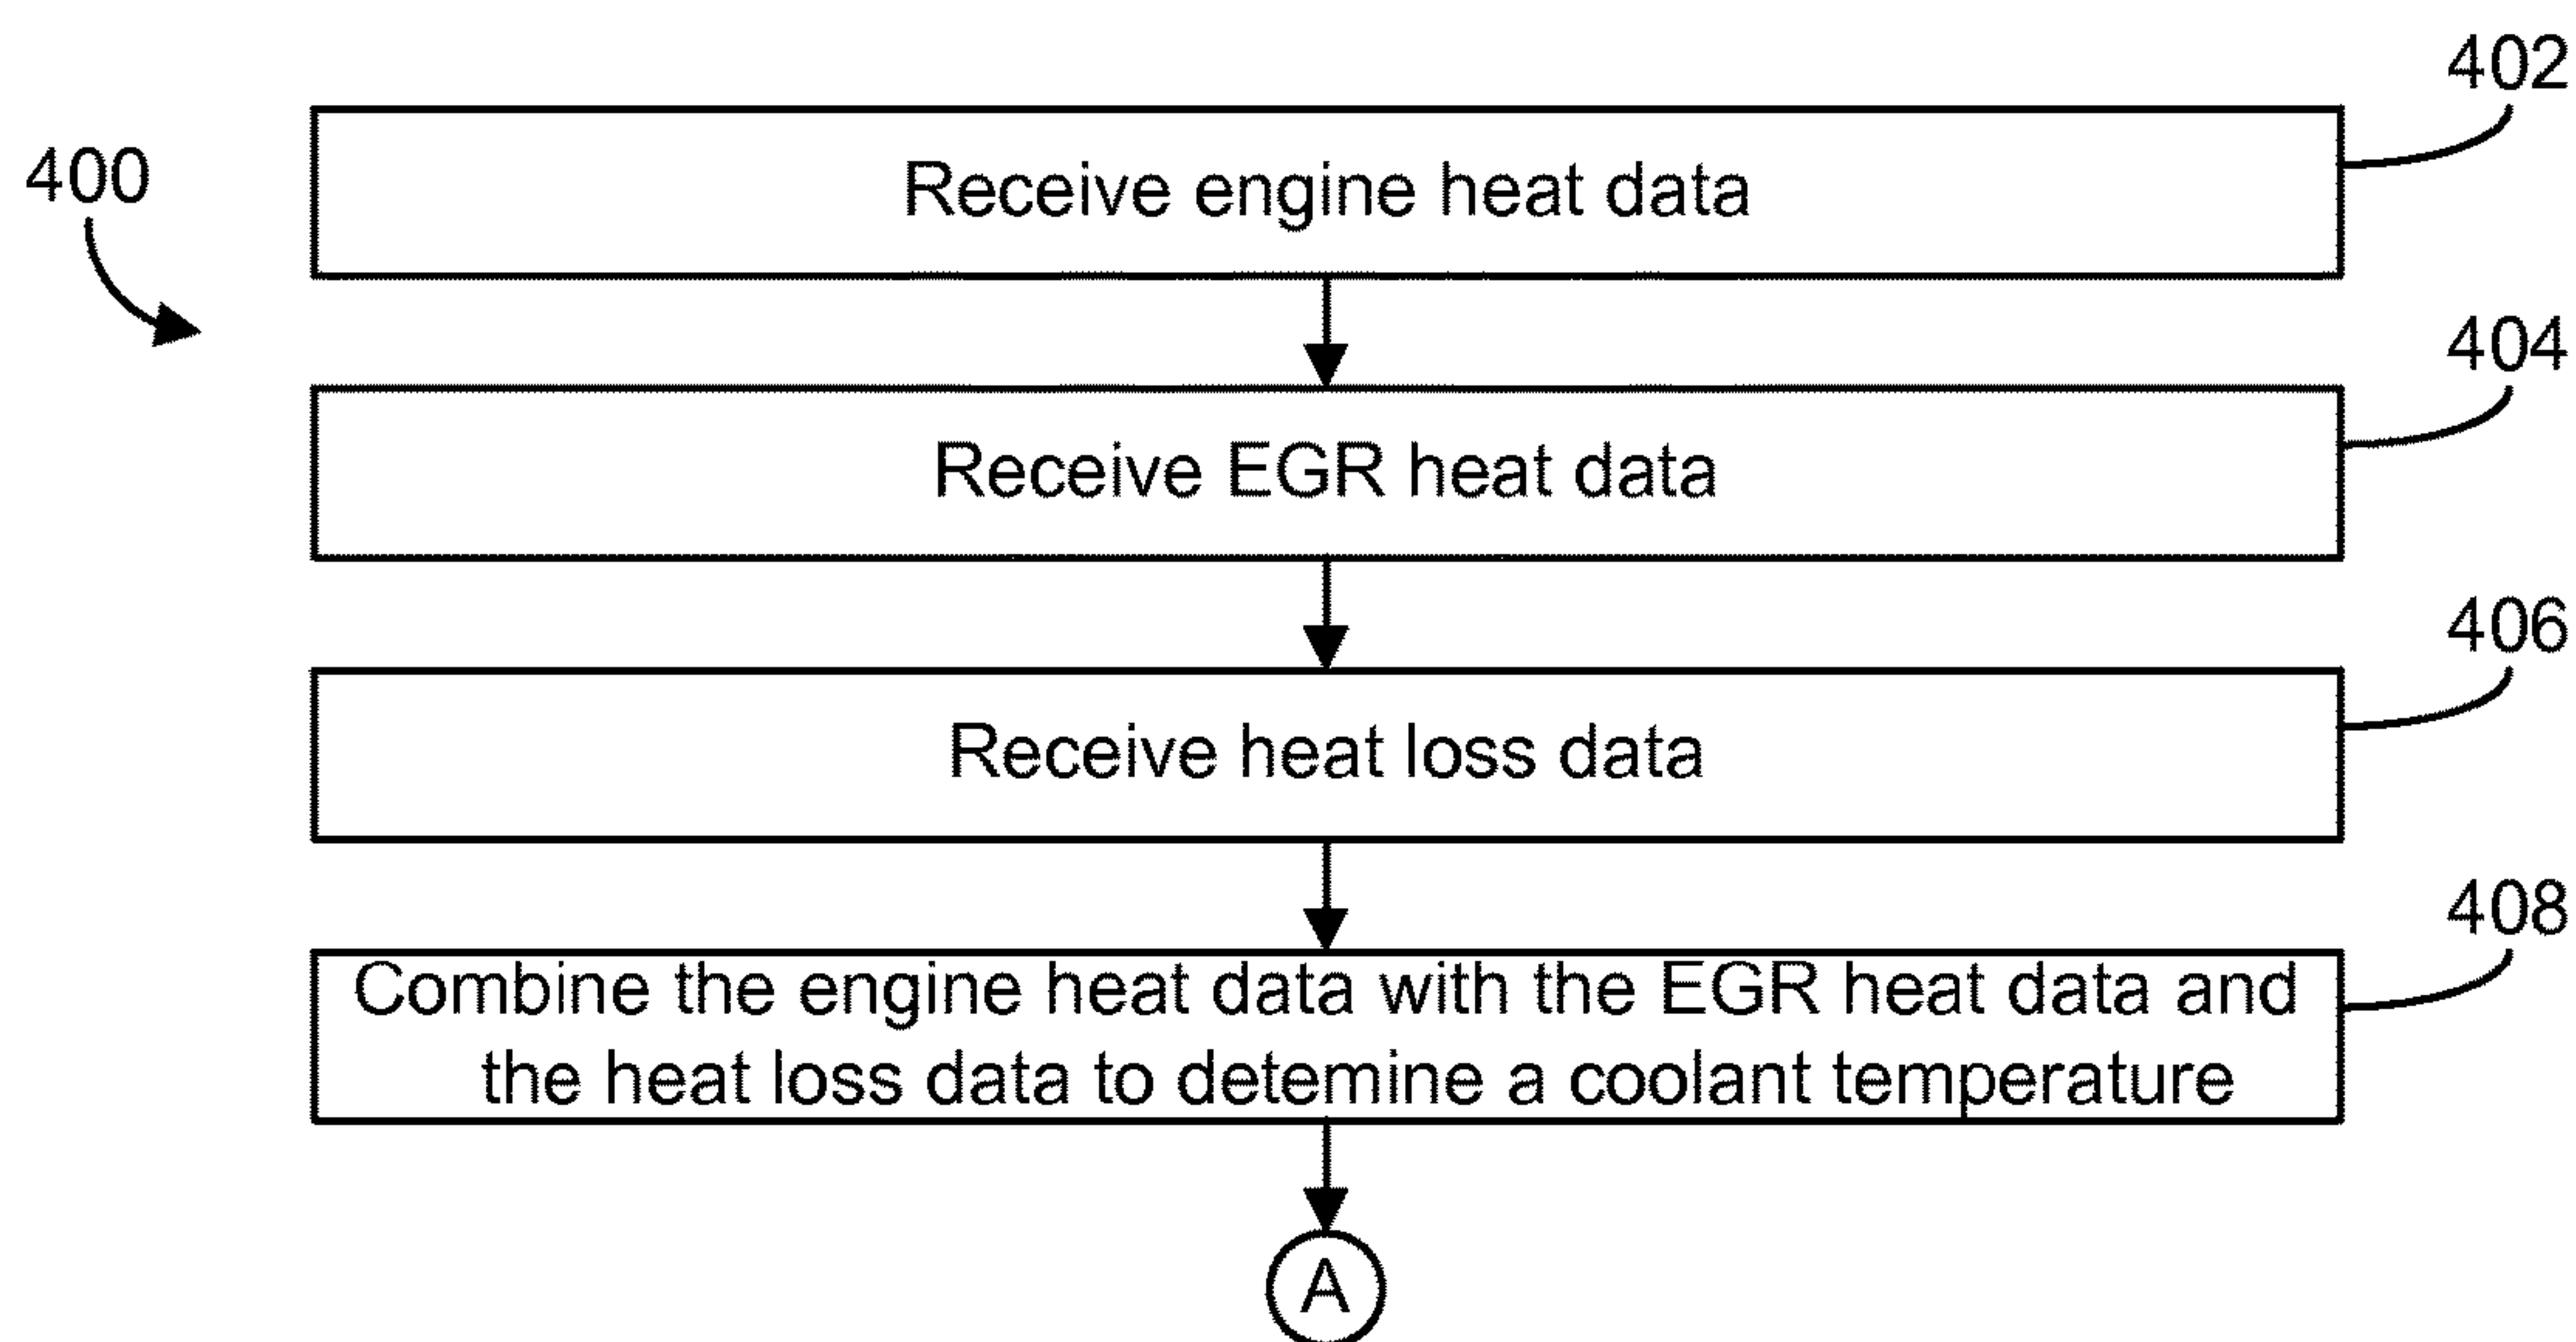 402
400
Receive engine heat data
404
Receive EGR heat data
406
Receive heat loss data
408
Combine the engine heat data with the EGR heat data and
the heat loss data to detemine a coolant temperature
A